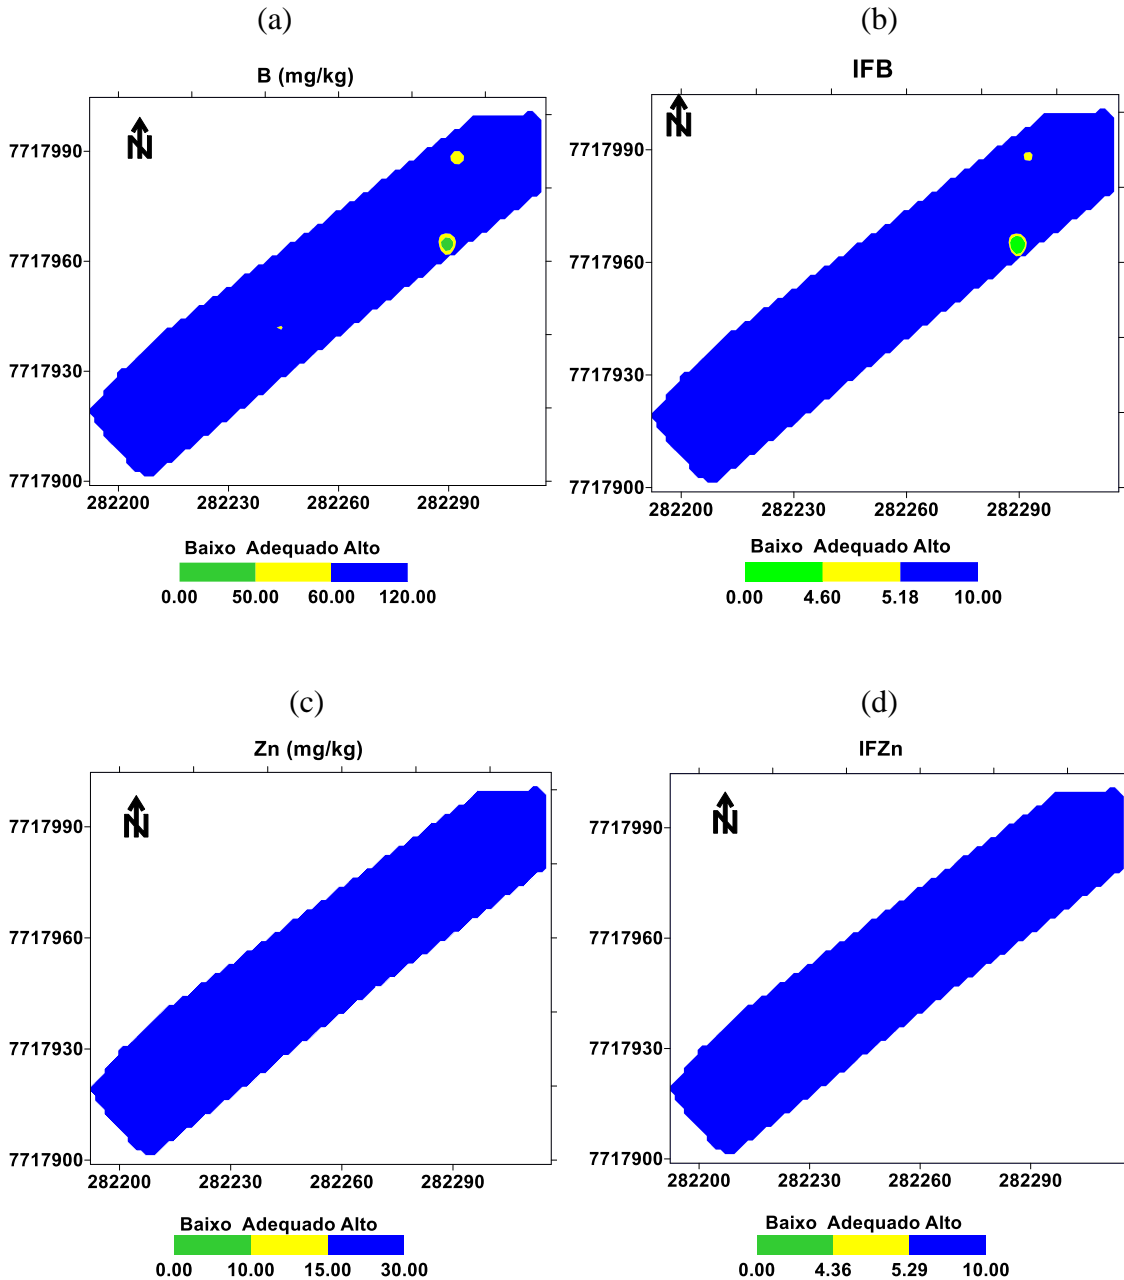 (a)
B (mg/kg)
N
7717990
7717960
7717930
7717900
282200 282230 282260 282290
Baixo Adequado Alto
0.00 50.00 60.00 120.00
(b)
IFB
N
7717990
7717960
7717930
7717900
282200 282230 282260 282290
Baixo Adequado Alto
0.00 4.60 5.18 10.00
(c)
Zn (mg/kg)
N
7717990
7717960
7717930
7717900
282200 282230 282260 282290
Baixo Adequado Alto
0.00 10.00 15.00 30.00
(d)
IFZn
N
7717990
7717960
7717930
7717900
282200 282230 282260 282290
Baixo Adequado Alto
0.00 4.36 5.29 10.00